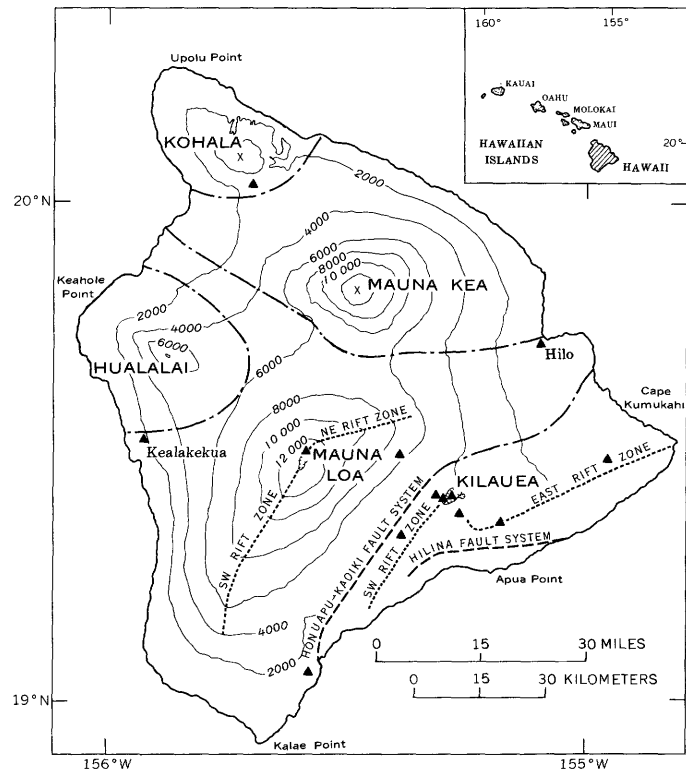 160°
155°
KAUAI
OAHU
MOLOKAI
MAUI
HAWAIIAN
ISLANDS
20°
HAWAII
Upolu Point
KOHALA
X
2000
20°N
4000
6000
8000
10 000
Keahole
Point
X
MAUNA KEA
2000
4000
6000
HUALALAI
6000
Hilo
Cape
Kumukahi
8000
NE RIFT ZONE
10 000
Kealakekua
12 000
MAUNA
LOA
KILAUEA
EAST RIFT ZONE
SW RIFT ZONE
HONUAPU-KAOIKI FAULT SYSTEM
SW RIFT ZONE
HILINA FAULT SYSTEM
Apua Point
4000
2000
0 15 30 MILES
0 15 30 KILOMETERS
19°N
Kalae Point
156°W
155°W